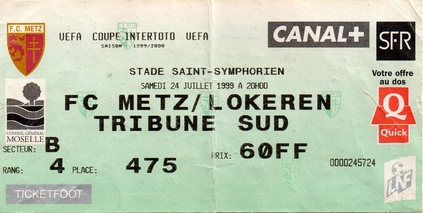 F.C. METZ
UEFA COUPE INTERTOTO UEFA
SAISON 1999/2000
CANAL+
SFR
STADE SAINT-SYMPHORIEN
SAMEDI 24 JUILLET 1999 A 20H00
Votre offre
au dos
FC METZ/LOKEREN
TRIBUNE SUD
Quick
CONSEIL GÉNÉRAL
MOSELLE
SECTEUR: B
RANG: 4 PLACE: 475 PRIX: 60FF
0000245724
TICKETFOOT
LNF